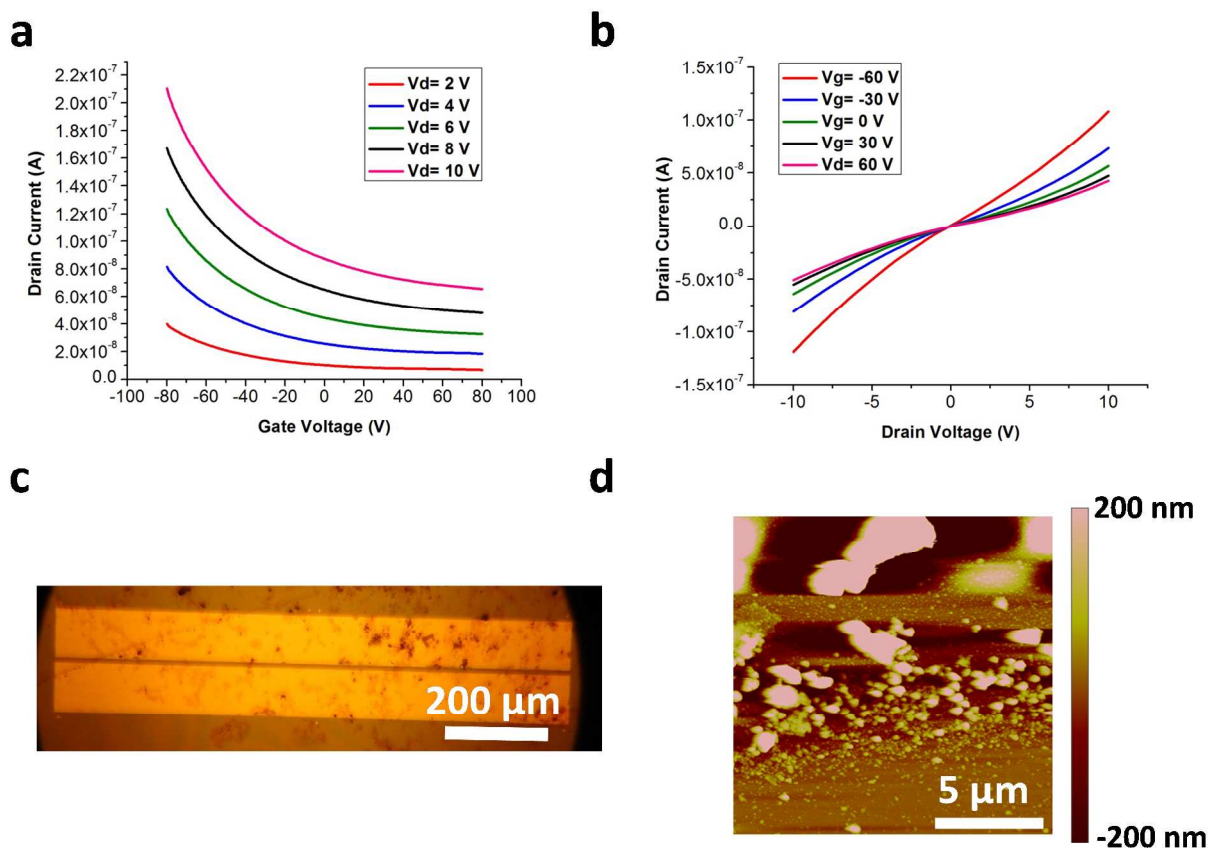 a
2.2x10⁻⁷
2.0x10⁻⁷
1.8x10⁻⁷
1.6x10⁻⁷
1.4x10⁻⁷
1.2x10⁻⁷
1.0x10⁻⁷
8.0x10⁻⁸
6.0x10⁻⁸
4.0x10⁻⁸
2.0x10⁻⁸
0.0
Drain Current (A)
Vd= 2 V
Vd= 4 V
Vd= 6 V
Vd= 8 V
Vd= 10 V
-100 -80 -60 -40 -20 0 20 40 60 80 100
Gate Voltage (V)
b
1.5x10⁻⁷
1.0x10⁻⁷
5.0x10⁻⁸
0.0
-5.0x10⁻⁸
-1.0x10⁻⁷
-1.5x10⁻⁷
Drain Current (A)
Vg= -60 V
Vg= -30 V
Vg= 0 V
Vg= 30 V
Vd= 60 V
-10 -5 0 5 10
Drain Voltage (V)
c
200 μm
d
200 nm
5 μm
-200 nm